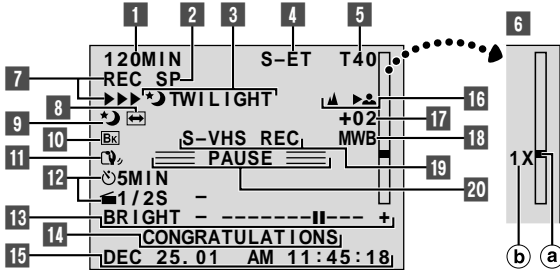 1 2 3 4 5 6
120MIN S-ET T40
REC SP
7 TWILIGHT
8 16
9 +02 17
10 BK MWB 18
S-VHS REC 19
11 PAUSE 20
12 5MIN
1/2S –
13 BRIGHT – -------- --- +
14 CONGRATULATIONS
15 DEC 25.01 AM 11:45:18
1X
b a